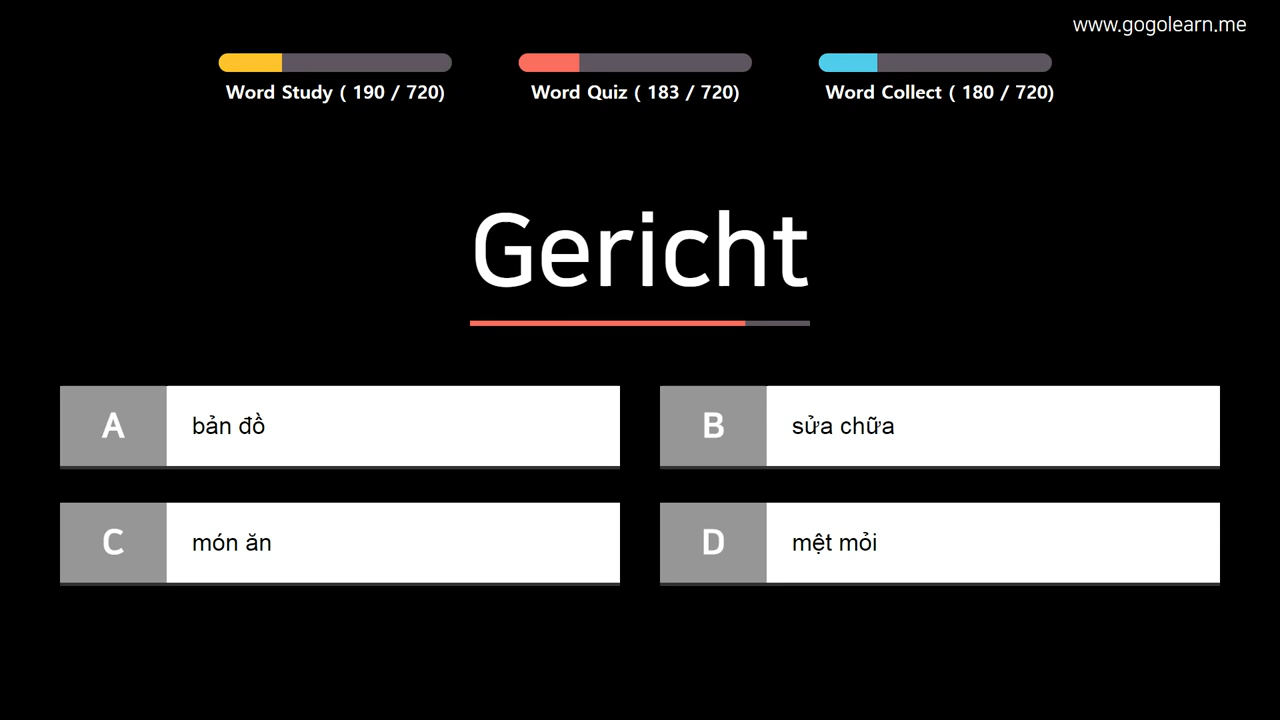 www.gogolearn.me
Word Study ( 190 / 720)
Word Quiz ( 183 / 720)
Word Collect ( 180 / 720)
Gericht
A
bản đồ
B
sửa chữa
C
món ăn
D
mệt mỏi